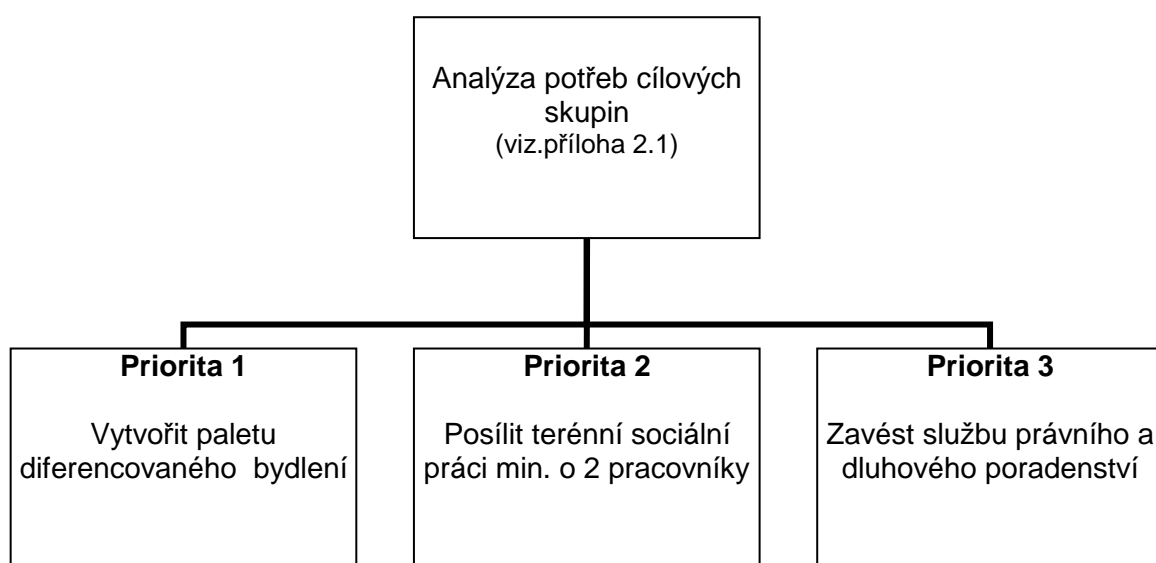 Analýza potřeb cílových
skupin
(viz.příloha 2.1)
Priorita 1
Vytvořit paletu
diferencovaného  bydlení
Priorita 2
Posílit terénní sociální
práci min. o 2 pracovníky
Priorita 3
Zavést službu právního a
dluhového poradenství